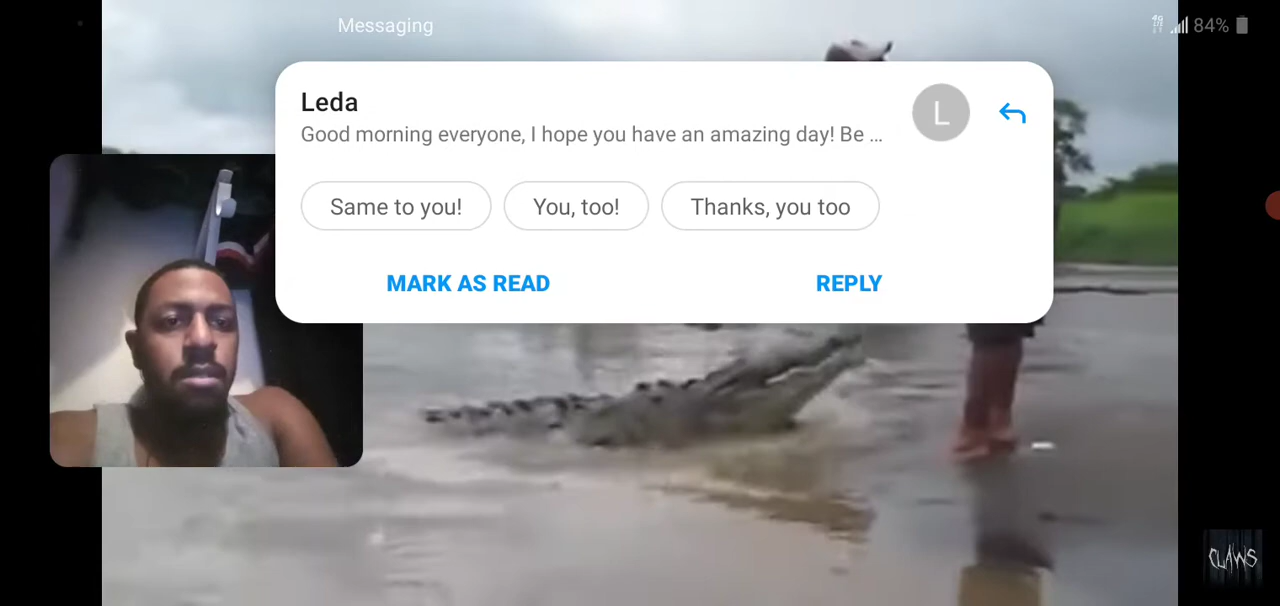 Messaging
4G
84%
Leda
L
Good morning everyone, I hope you have an amazing day! Be ...
Same to you!
You, too!
Thanks, you too
MARK AS READ
REPLY
CLAWS